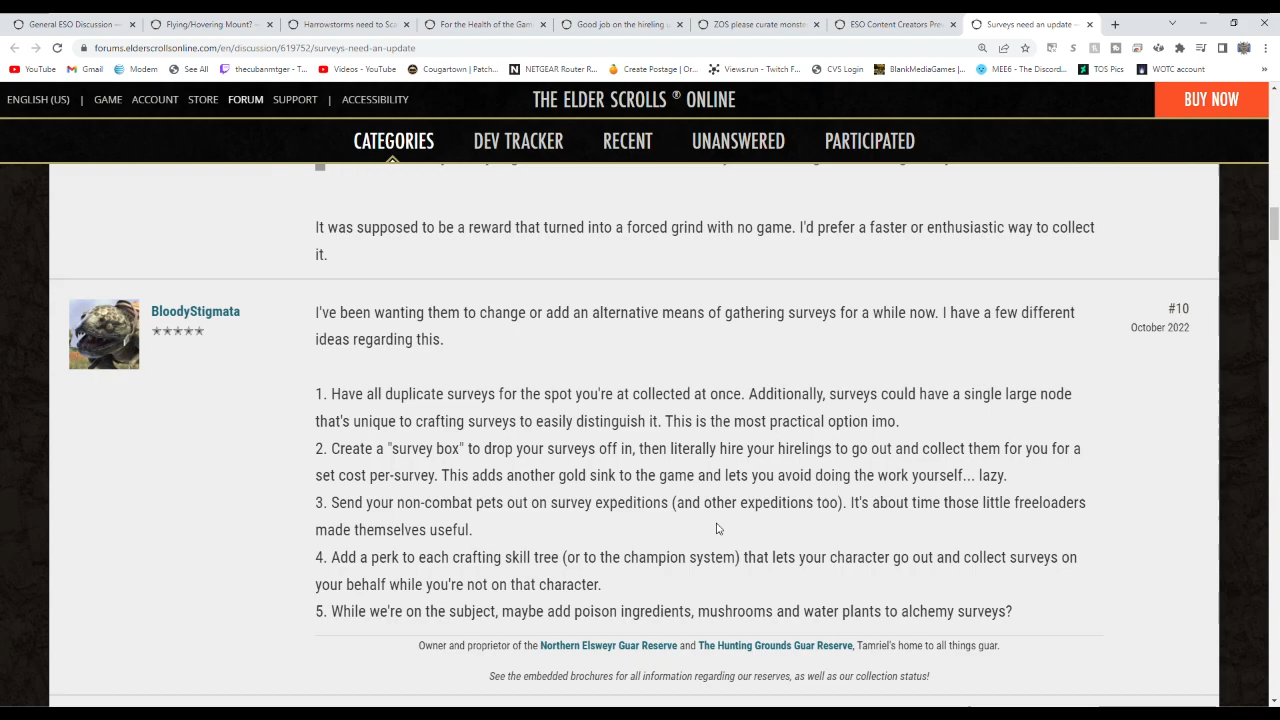 General ESO Discussion —
Flying/Hovering Mount? —
Harrowstorms need to Sc
For the Health of the Gam
Good job on the hireling u
ZOS please curate monste
ESO Content Creators Pre
Surveys need an update —
forums.elderscrollsonline.com/en/discussion/619752/surveys-need-an-update
YouTube
Gmail
Modem
See All
thecubanmtger - T...
Videos - YouTube
Cougartown | Patch...
NETGEAR Router R...
Create Postage | Or...
Views.run - Twitch F...
CVS Login
BlankMediaGames |...
MEE6 - The Discord...
TOS Pics
WOTC account
»
ENGLISH (US) | GAME ACCOUNT STORE FORUM SUPPORT | ACCESSIBILITY
THE ELDER SCROLLS ® ONLINE
BUY NOW
CATEGORIES DEV TRACKER RECENT UNANSWERED PARTICIPATED
It was supposed to be a reward that turned into a forced grind with no game. I'd prefer a faster or enthusiastic way to collect
it.
BloodyStigmata
★★★★★
#10
October 2022
I've been wanting them to change or add an alternative means of gathering surveys for a while now. I have a few different
ideas regarding this.
1. Have all duplicate surveys for the spot you're at collected at once. Additionally, surveys could have a single large node
that's unique to crafting surveys to easily distinguish it. This is the most practical option imo.
2. Create a "survey box" to drop your surveys off in, then literally hire your hirelings to go out and collect them for you for a
set cost per-survey. This adds another gold sink to the game and lets you avoid doing the work yourself... lazy.
3. Send your non-combat pets out on survey expeditions (and other expeditions too). It's about time those little freeloaders
made themselves useful.
4. Add a perk to each crafting skill tree (or to the champion system) that lets your character go out and collect surveys on
your behalf while you're not on that character.
5. While we're on the subject, maybe add poison ingredients, mushrooms and water plants to alchemy surveys?
Owner and proprietor of the Northern Elsweyr Guar Reserve and The Hunting Grounds Guar Reserve, Tamriel's home to all things guar.
See the embedded brochures for all information regarding our reserves, as well as our collection status!